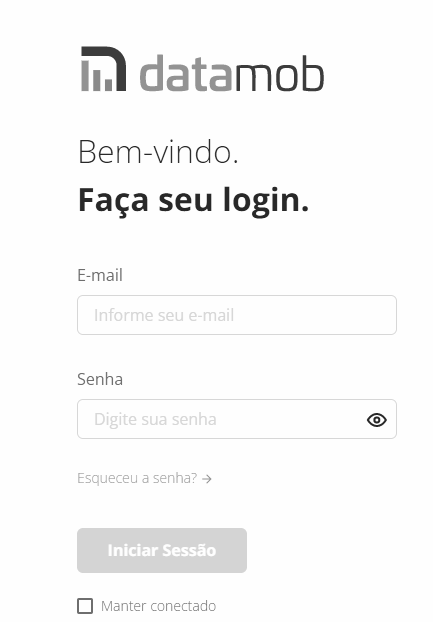 datamob
Bem-vindo.
Faça seu login.
E-mail
Informe seu e-mail
Senha
Digite sua senha
Esqueceu a senha? →
Iniciar Sessão
Manter conectado